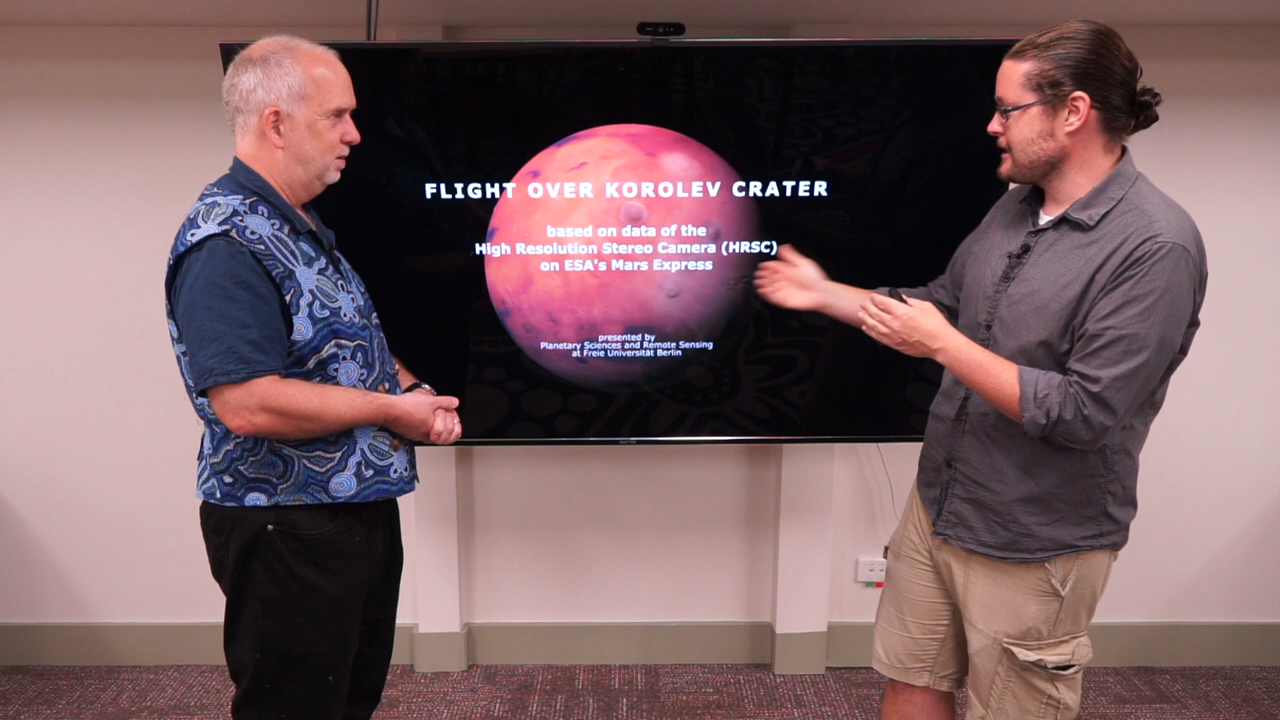 FLIGHT OVER KOROLEV CRATER
based on data of the
High Resolution Stereo Camera (HRSC)
on ESA's Mars Express
presented by
Planetary Sciences and Remote Sensing
at Freie Universität Berlin